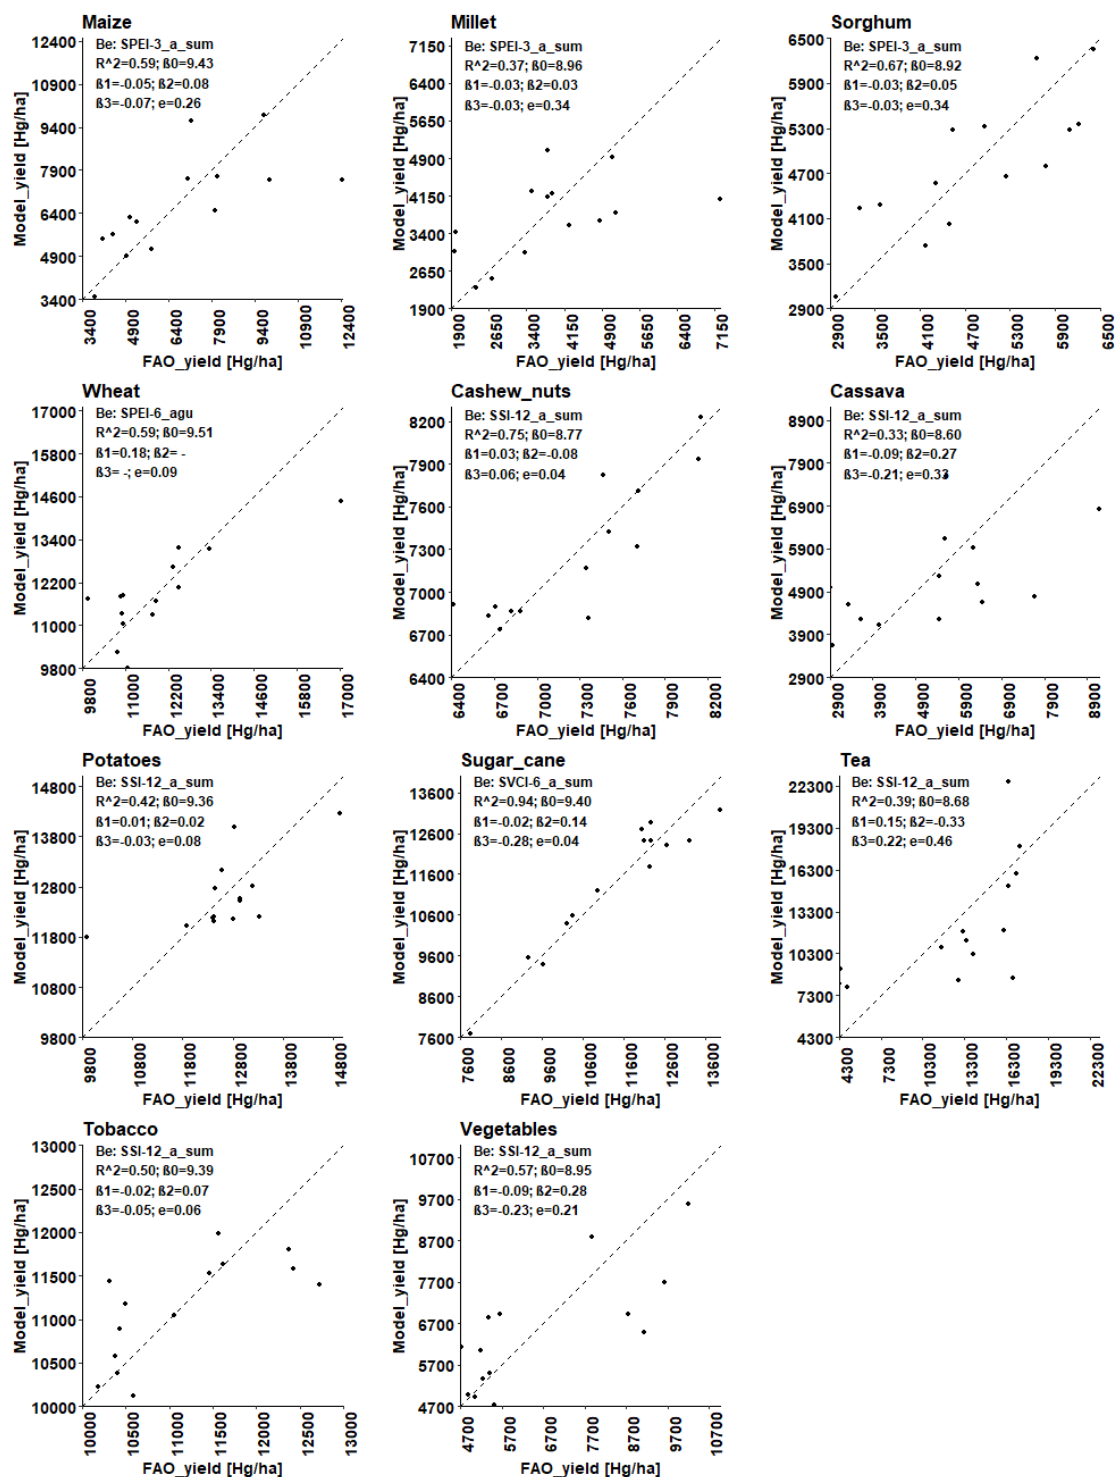 Maize
Be: SPEI-3_a_sum
R^2=0.59; ß0=9.43
ß1=-0.05; ß2=0.08
ß3=-0.07; e=0.26
Model_yield [Hg/ha]
12400
10900
9400
7900
6400
4900
3400
3400 4900 6400 7900 9400 10900 12400
FAO_yield [Hg/ha]
Millet
Be: SPEI-3_a_sum
R^2=0.37; ß0=8.96
ß1=-0.03; ß2=0.03
ß3=-0.03; e=0.34
Model_yield [Hg/ha]
7150
6400
5650
4900
4150
3400
2650
1900
1900 2650 3400 4150 4900 5650 6400 7150
FAO_yield [Hg/ha]
Sorghum
Be: SPEI-3_a_sum
R^2=0.67; ß0=8.92
ß1=-0.03; ß2=0.05
ß3=-0.03; e=0.34
Model_yield [Hg/ha]
6500
5900
5300
4700
4100
3500
2900
2900 3500 4100 4700 5300 5900 6500
FAO_yield [Hg/ha]
Wheat
Be: SPEI-6_agu
R^2=0.59; ß0=9.51
ß1=0.18; ß2= -
ß3= -; e=0.09
Model_yield [Hg/ha]
17000
15800
14600
13400
12200
11000
9800
9800 11000 12200 13400 14600 15800 17000
FAO_yield [Hg/ha]
Cashew_nuts
Be: SSI-12_a_sum
R^2=0.75; ß0=8.77
ß1=0.03; ß2=-0.08
ß3=0.06; e=0.04
Model_yield [Hg/ha]
8200
7900
7600
7300
7000
6700
6400
6400 6700 7000 7300 7600 7900 8200
FAO_yield [Hg/ha]
Cassava
Be: SSI-12_a_sum
R^2=0.33; ß0=8.60
ß1=-0.09; ß2=0.27
ß3=-0.21; e=0.33
Model_yield [Hg/ha]
8900
7900
6900
5900
4900
3900
2900
2900 3900 4900 5900 6900 7900 8900
FAO_yield [Hg/ha]
Potatoes
Be: SSI-12_a_sum
R^2=0.42; ß0=9.36
ß1=0.01; ß2=0.02
ß3=-0.03; e=0.08
Model_yield [Hg/ha]
14800
13800
12800
11800
10800
9800
9800 10800 11800 12800 13800 14800
FAO_yield [Hg/ha]
Sugar_cane
Be: SVCI-6_a_sum
R^2=0.94; ß0=9.40
ß1=-0.02; ß2=0.14
ß3=-0.28; e=0.04
Model_yield [Hg/ha]
13600
12600
11600
10600
9600
8600
7600
7600 8600 9600 10600 11600 12600 13600
FAO_yield [Hg/ha]
Tea
Be: SSI-12_a_sum
R^2=0.39; ß0=8.68
ß1=0.15; ß2=-0.33
ß3=0.22; e=0.46
Model_yield [Hg/ha]
22300
19300
16300
13300
10300
7300
4300
4300 7300 10300 13300 16300 19300 22300
FAO_yield [Hg/ha]
Tobacco
Be: SSI-12_a_sum
R^2=0.50; ß0=9.39
ß1=-0.02; ß2=0.07
ß3=-0.05; e=0.06
Model_yield [Hg/ha]
13000
12500
12000
11500
11000
10500
10000
10000 10500 11000 11500 12000 12500 13000
FAO_yield [Hg/ha]
Vegetables
Be: SSI-12_a_sum
R^2=0.57; ß0=8.95
ß1=-0.09; ß2=0.28
ß3=-0.23; e=0.21
Model_yield [Hg/ha]
10700
9700
8700
7700
6700
5700
4700
4700 5700 6700 7700 8700 9700 10700
FAO_yield [Hg/ha]